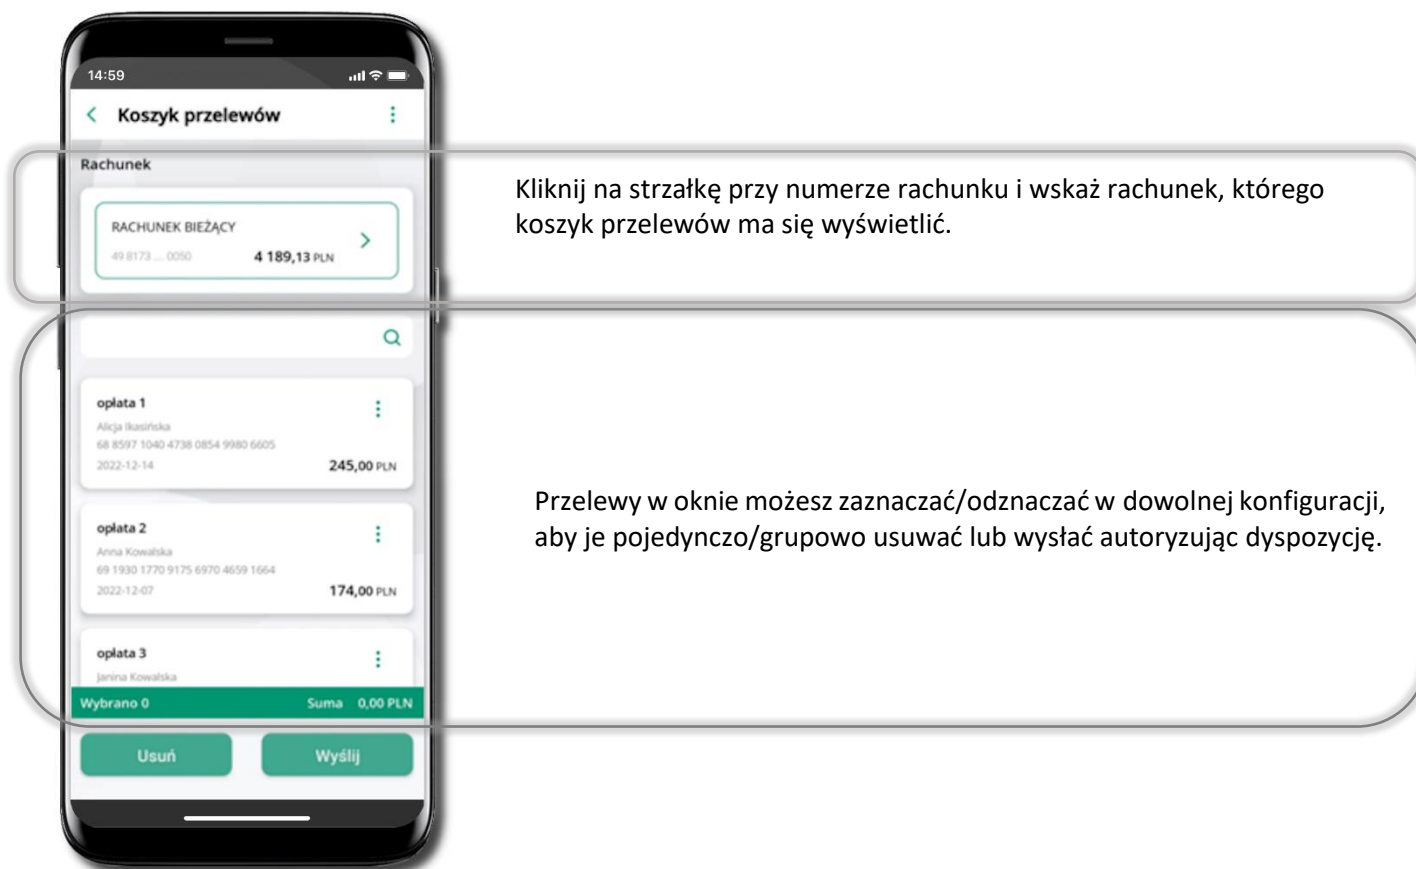 14:59
Koszyk przelewów
Rachunek
RACHUNEK BIEŻĄCY
49 8173 .... 0050 4 189,13 PLN
Kliknij na strzałkę przy numerze rachunku i wskaż rachunek, którego
koszyk przelewów ma się wyświetlić.
opłata 1
Alicja Ikasińska
68 8597 1040 4738 0854 9980 6605
2022-12-14 245,00 PLN
opłata 2
Anna Kowalska
69 1930 1770 9175 6970 4659 1664
2022-12-07 174,00 PLN
opłata 3
Janina Kowalska
Wybrano 0 Suma 0,00 PLN
Usuń Wyślij
Przelewy w oknie możesz zaznaczać/odznaczać w dowolnej konfiguracji,
aby je pojedynczo/grupowo usuwać lub wysłać autoryzując dyspozycję.